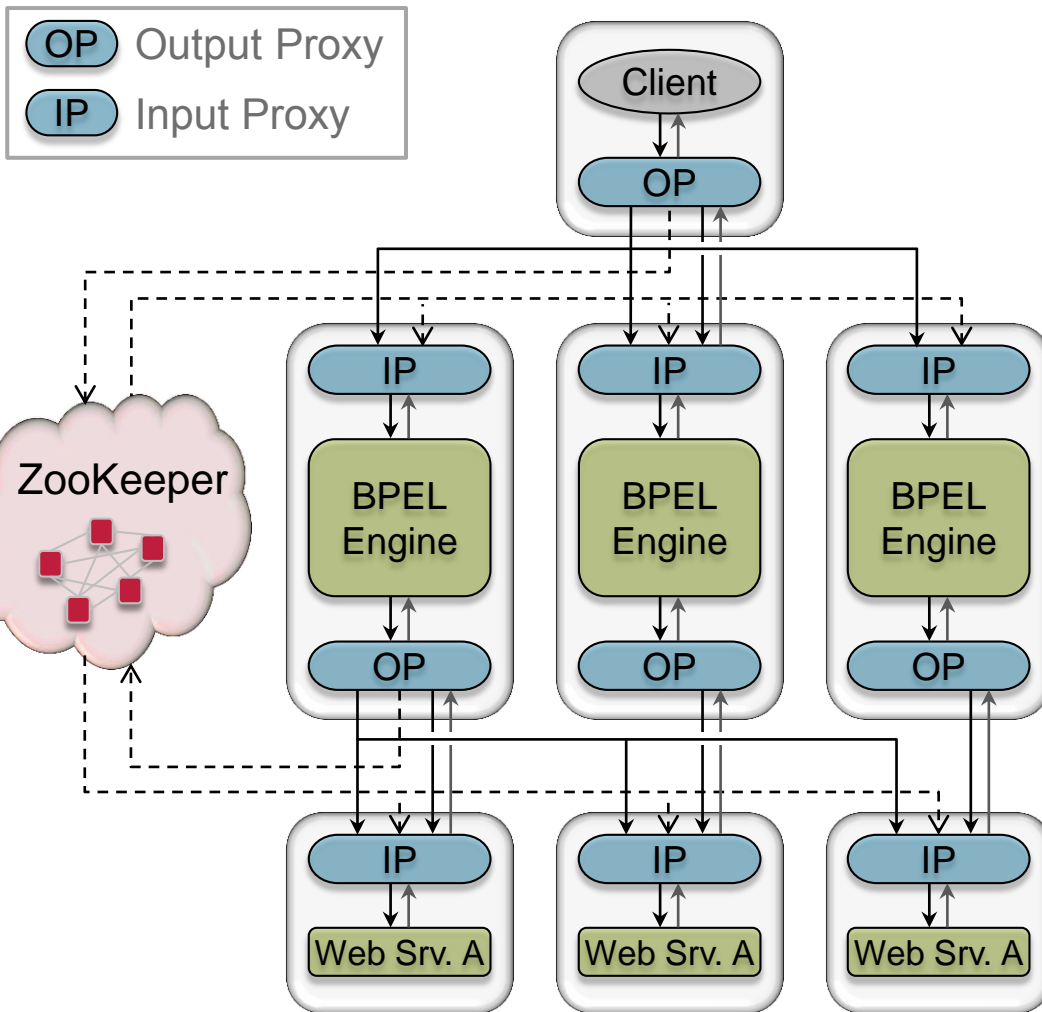 OP Output Proxy
IP Input Proxy
Client
OP
IP IP IP
ZooKeeper
BPEL Engine
BPEL Engine
BPEL Engine
OP OP OP
IP IP IP
Web Srv. A Web Srv. A Web Srv. A